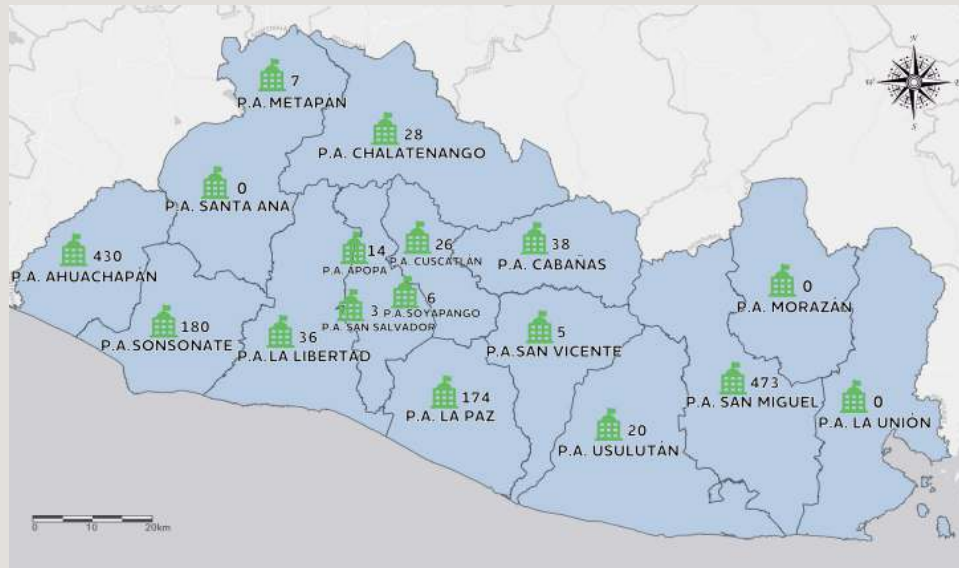 N
W
E
S
7
P.A. METAPÁN
28
P.A. CHALATENANGO
0
P.A. SANTA ANA
430
P.A. AHUACHAPÁN
14
P.A. APOPA
26
P.A. CUSCATLÁN
38
P.A. CABAÑAS
0
P.A. MORAZÁN
180
P.A.SONSONATE
36
P.A.LA LIBERTAD
3
P.A. SAN SALVADOR
6
P.A.SOYAPANGO
5
P.A.SAN VICENTE
174
P.A. LA PAZ
20
P.A. USULUTÁN
473
P.A. SAN MIGUEL
0
P.A. LA UNIÓN
0 10 20km